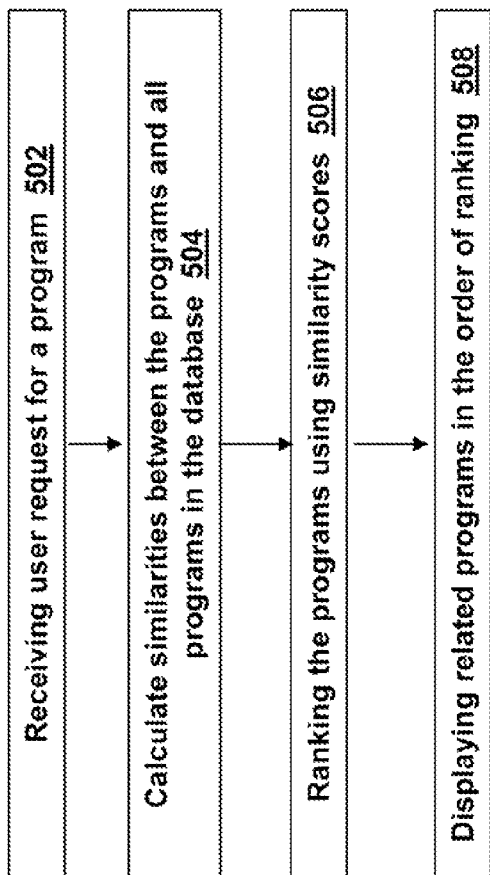 Receiving user request for a program 502
Calculate similarities between the programs and all
programs in the database 504
Ranking the programs using similarity scores 506
Displaying related programs in the order of ranking 508